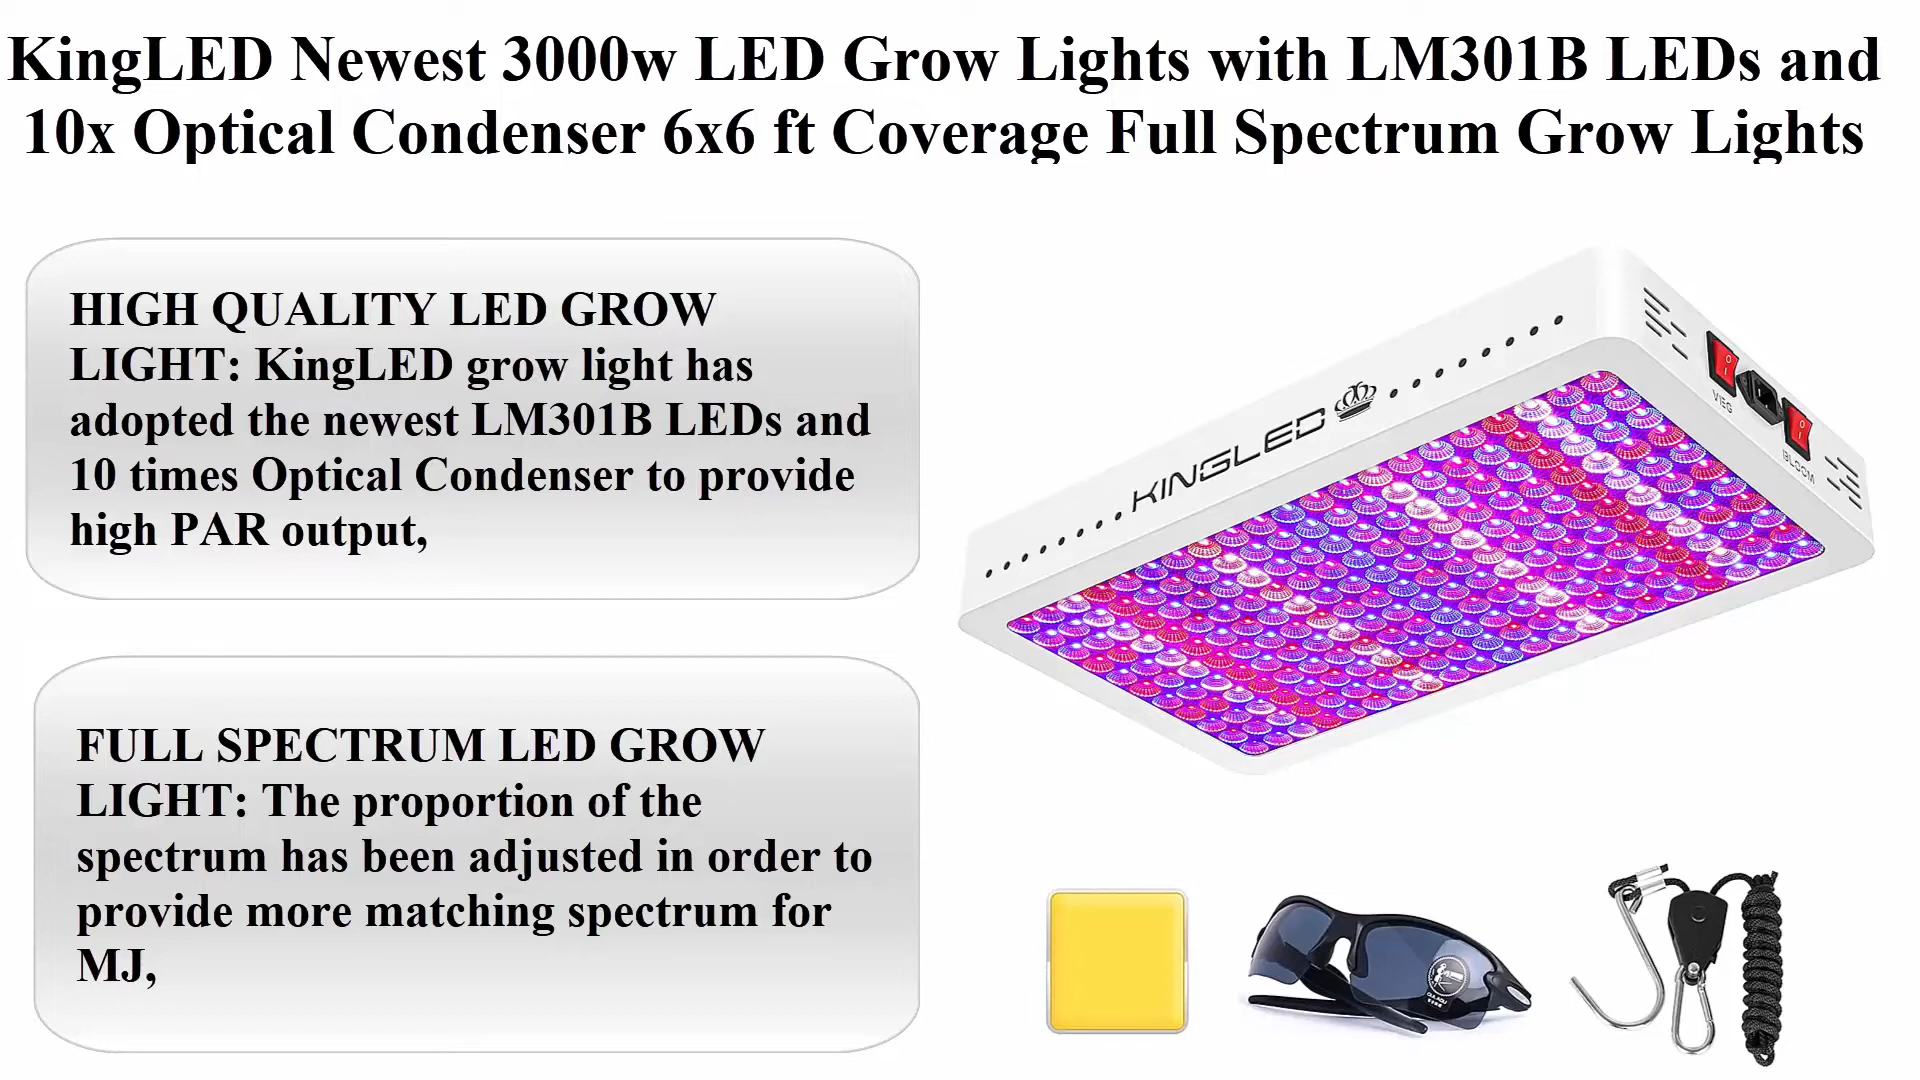 KingLED Newest 3000w LED Grow Lights with LM301B LEDs and
10x Optical Condenser 6x6 ft Coverage Full Spectrum Grow Lights
HIGH QUALITY LED GROW
LIGHT: KingLED grow light has
adopted the newest LM301B LEDs and
10 times Optical Condenser to provide
high PAR output,
FULL SPECTRUM LED GROW
LIGHT: The proportion of the
spectrum has been adjusted in order to
provide more matching spectrum for
MJ,
KINGLED
VEG
BLOOM